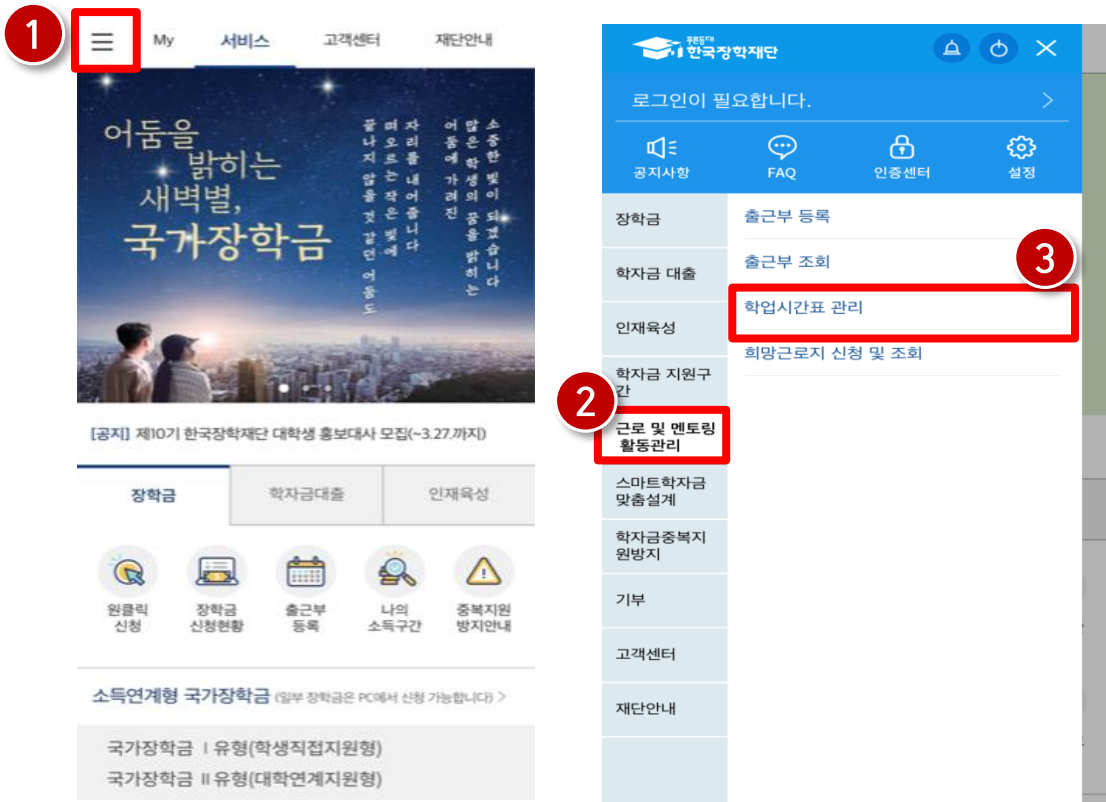 1
My 서비스 고객센터 재단안내
어둠을
밝히는
새벽별,
국가장학금
소중한 빛이 되겠습니다
많은 학생의 꿈을 밝히는
어둠에 가려진
자리를 내어줍니다
떠오르는 작은 빛에
끝나지 않을 것 같던 어둠도
[공지] 제10기 한국장학재단 대학생 홍보대사 모집(~3.27.까지)
장학금 학자금대출 인재육성
원클릭
신청
장학금
신청현황
출근부
등록
나의
소득구간
중복지원
방지안내
소득연계형 국가장학금 (일부 장학금은 PC에서 신청 가능합니다) >
국가장학금 Ⅰ유형(학생직접지원형)
국가장학금 Ⅱ유형(대학연계지원형)
푸른등대
한국장학재단
로그인이 필요합니다.
공지사항 FAQ 인증센터 설정
장학금
학자금 대출
인재육성
학자금 지원구
간
2
근로 및 멘토링
활동관리
스마트학자금
맞춤설계
학자금중복지
원방지
기부
고객센터
재단안내
출근부 등록
출근부 조회
3
학업시간표 관리
희망근로지 신청 및 조회